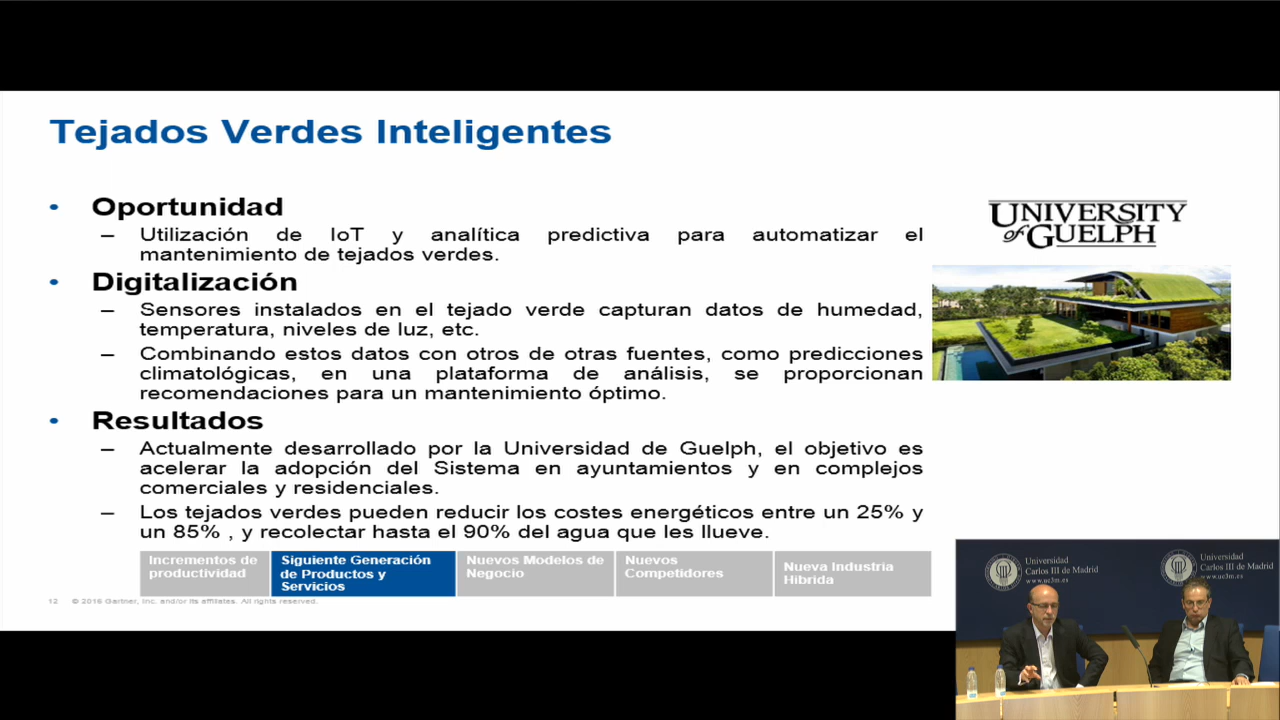 Tejados Verdes Inteligentes
• Oportunidad
– Utilización de IoT y analítica predictiva para automatizar el
mantenimiento de tejados verdes.
• Digitalización
– Sensores instalados en el tejado verde capturan datos de humedad,
temperatura, niveles de luz, etc.
– Combinando estos datos con otros de otras fuentes, como predicciones
climatológicas, en una plataforma de análisis, se proporcionan
recomendaciones para un mantenimiento óptimo.
• Resultados
– Actualmente desarrollado por la Universidad de Guelph, el objetivo es
acelerar la adopción del Sistema en ayuntamientos y en complejos
comerciales y residenciales.
– Los tejados verdes pueden reducir los costes energéticos entre un 25% y
un 85% , y recolectar hasta el 90% del agua que les llueve.
UNIVERSITY
of GUELPH
Incrementos de
productividad
Siguiente Generación
de Productos y
Servicios
Nuevos Modelos de
Negocio
Nuevos
Competidores
Nueva Industria
Hibrida
12 © 2016 Gartner, Inc. and/or its affiliates. All rights reserved.
Universidad
Carlos III de Madrid
www.uc3m.es
Universidad
Carlos III de Madrid
www.uc3m.es